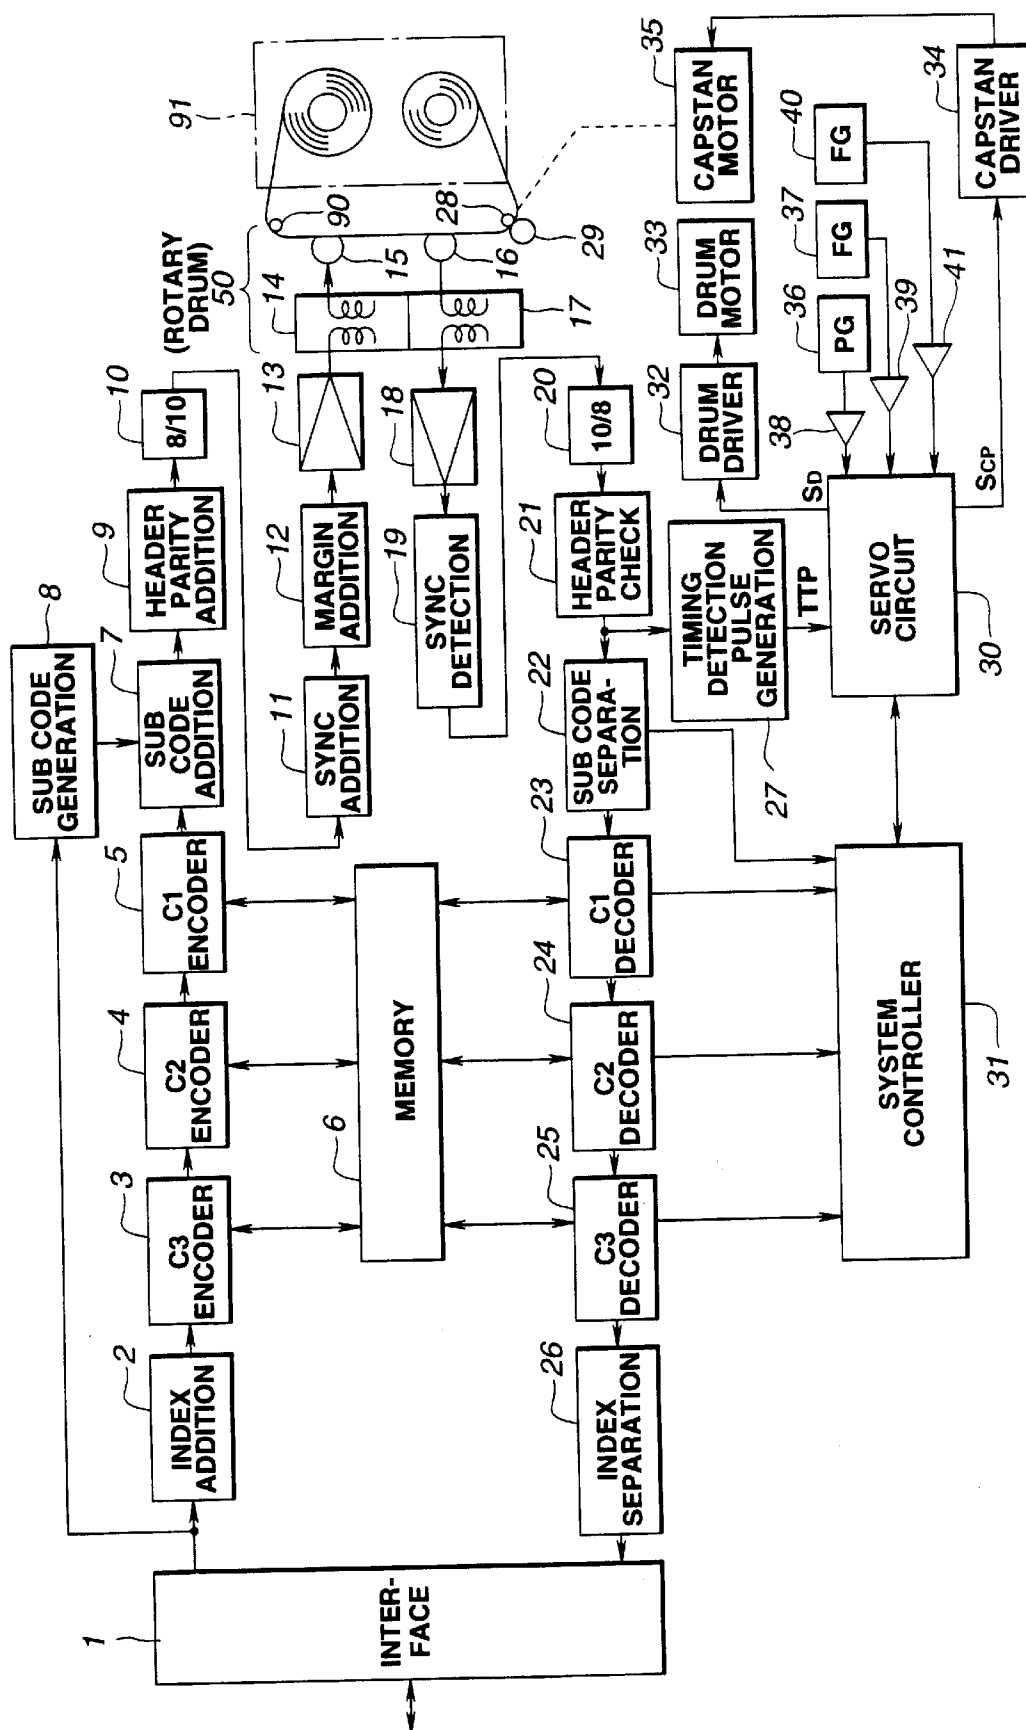 1
INTER-
FACE
2
INDEX
ADDITION
3
C3
ENCODER
4
C2
ENCODER
5
C1
ENCODER
8
SUB CODE
GENERATION
7
SUB
CODE
ADDITION
9
HEADER
PARITY
ADDITION
10
8/10
11
SYNC
ADDITION
12
MARGIN
ADDITION
13
14
(ROTARY
DRUM)
50
15
16
17
90
28
29
91
6
MEMORY
18
19
SYNC
DETECTION
20
10/8
21
HEADER
PARITY
CHECK
22
SUB CODE
SEPARA-
TION
23
C1
DECODER
24
C2
DECODER
25
C3
DECODER
26
INDEX
SEPARATION
27
TIMING
DETECTION
PULSE
GENERATION
TTP
32
DRUM
DRIVER
33
DRUM
MOTOR
35
CAPSTAN
MOTOR
36
PG
37
FG
40
FG
38
39
41
SD
SCP
34
CAPSTAN
DRIVER
30
SERVO
CIRCUIT
31
SYSTEM
CONTROLLER